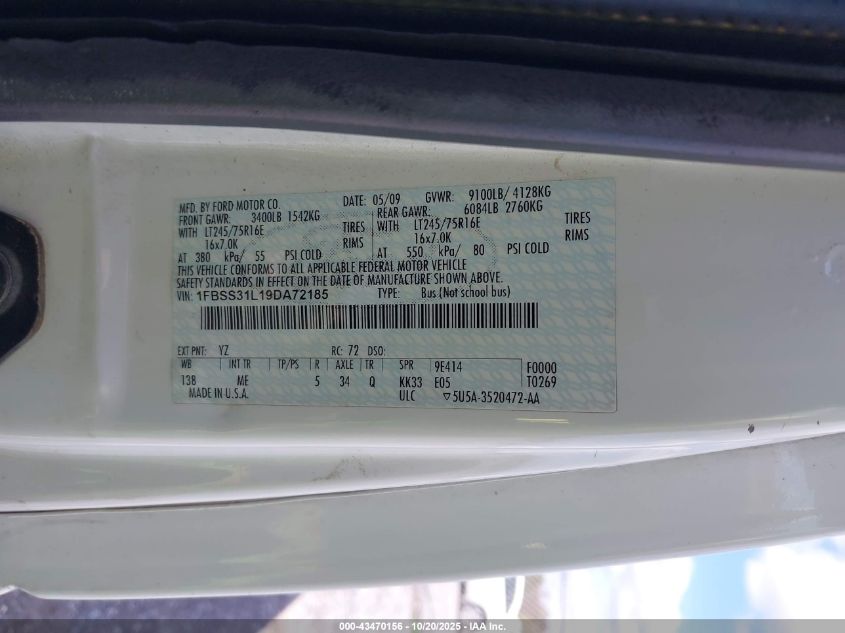 MFD. BY FORD MOTOR CO. DATE: 05/09 GVWR: 9100LB/ 4128KG
FRONT GAWR: 3400LB 1542KG REAR GAWR: 6084LB 2760KG
WITH LT245/75R16E TIRES WITH LT245/75R16E TIRES
16x7.0K RIMS 16x7.0K RIMS
AT 380 kPa/ 55 PSI COLD AT 550 kPa/ 80 PSI COLD
THIS VEHICLE CONFORMS TO ALL APPLICABLE FEDERAL MOTOR VEHICLE
SAFETY STANDARDS IN EFFECT ON THE DATE OF MANUFACTURE SHOWN ABOVE.
VIN: 1FBSS31L19DA72185 TYPE: Bus (Not school bus)
EXT PNT: YZ RC: 72 DSO:
WB INT TR TP/PS R AXLE TR SPR 9E414 F0000
138 ME 5 34 Q KK33 E05 T0269
MADE IN U.S.A. ULC ▽5U5A-3520472-AA
000-43470156 - 10/20/2025 - IAA Inc.